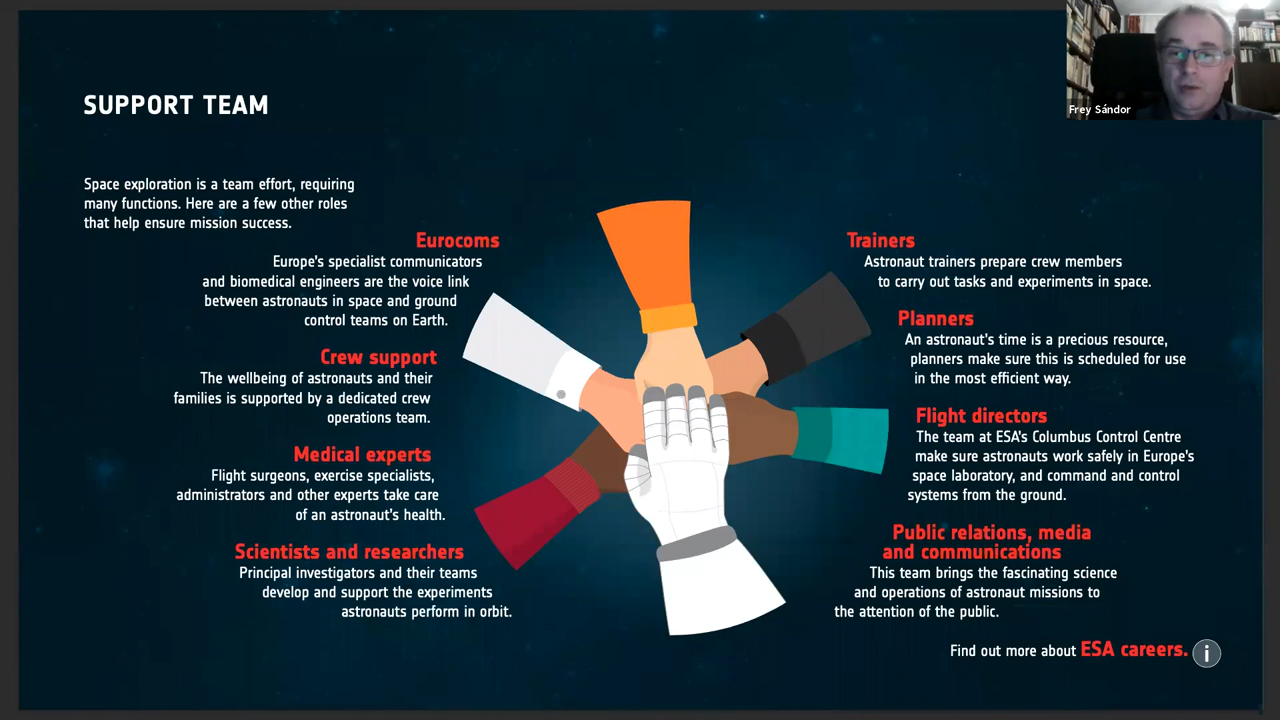 SUPPORT TEAM
Space exploration is a team effort, requiring
many functions. Here are a few other roles
that help ensure mission success.
Eurocoms
Europe's specialist communicators
and biomedical engineers are the voice link
between astronauts in space and ground
control teams on Earth.
Crew support
The wellbeing of astronauts and their
families is supported by a dedicated crew
operations team.
Medical experts
Flight surgeons, exercise specialists,
administrators and other experts take care
of an astronaut's health.
Scientists and researchers
Principal investigators and their teams
develop and support the experiments
astronauts perform in orbit.
Trainers
Astronaut trainers prepare crew members
to carry out tasks and experiments in space.
Planners
An astronaut's time is a precious resource,
planners make sure this is scheduled for use
in the most efficient way.
Flight directors
The team at ESA's Columbus Control Centre
make sure astronauts work safely in Europe's
space laboratory, and command and control
systems from the ground.
Public relations, media
and communications
This team brings the fascinating science
and operations of astronaut missions to
the attention of the public.
Find out more about ESA careers. i
Frey Sándor